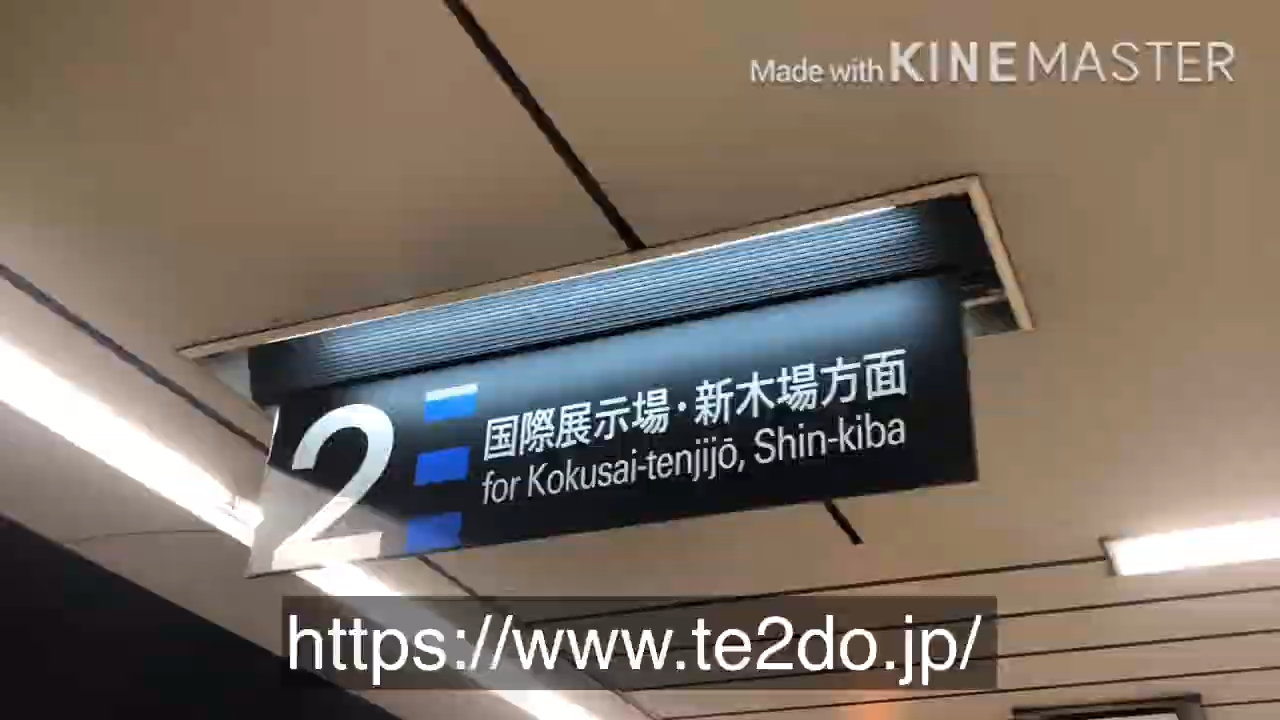 Made with KINEMASTER
2
国際展示場・新木場方面
for Kokusai-tenjijō, Shin-kiba
https://www.te2do.jp/